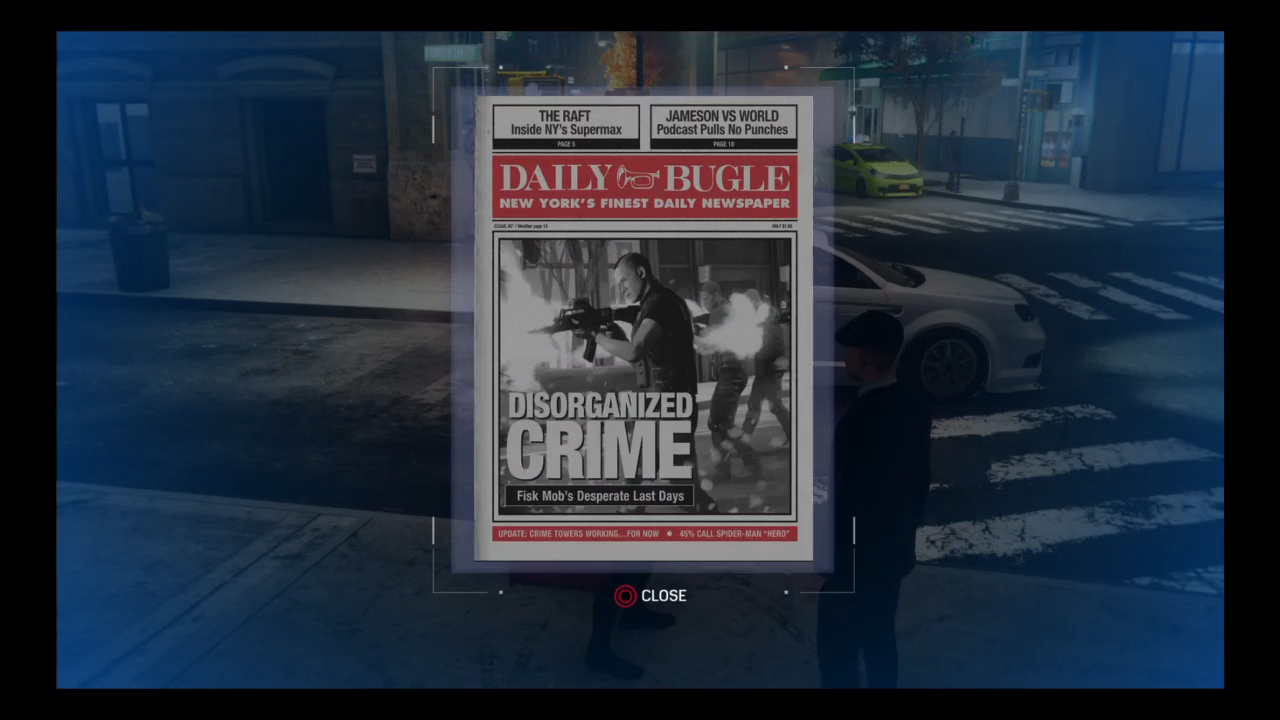 THE RAFT
Inside NY's Supermax
PAGE 5
JAMESON VS WORLD
Podcast Pulls No Punches
PAGE 10
DAILY BUGLE
NEW YORK'S FINEST DAILY NEWSPAPER
DISORGANIZED
CRIME
Fisk Mob's Desperate Last Days
UPDATE: CRIME TOWERS WORKING...FOR NOW ● 45% CALL SPIDER-MAN "HERO"
CLOSE